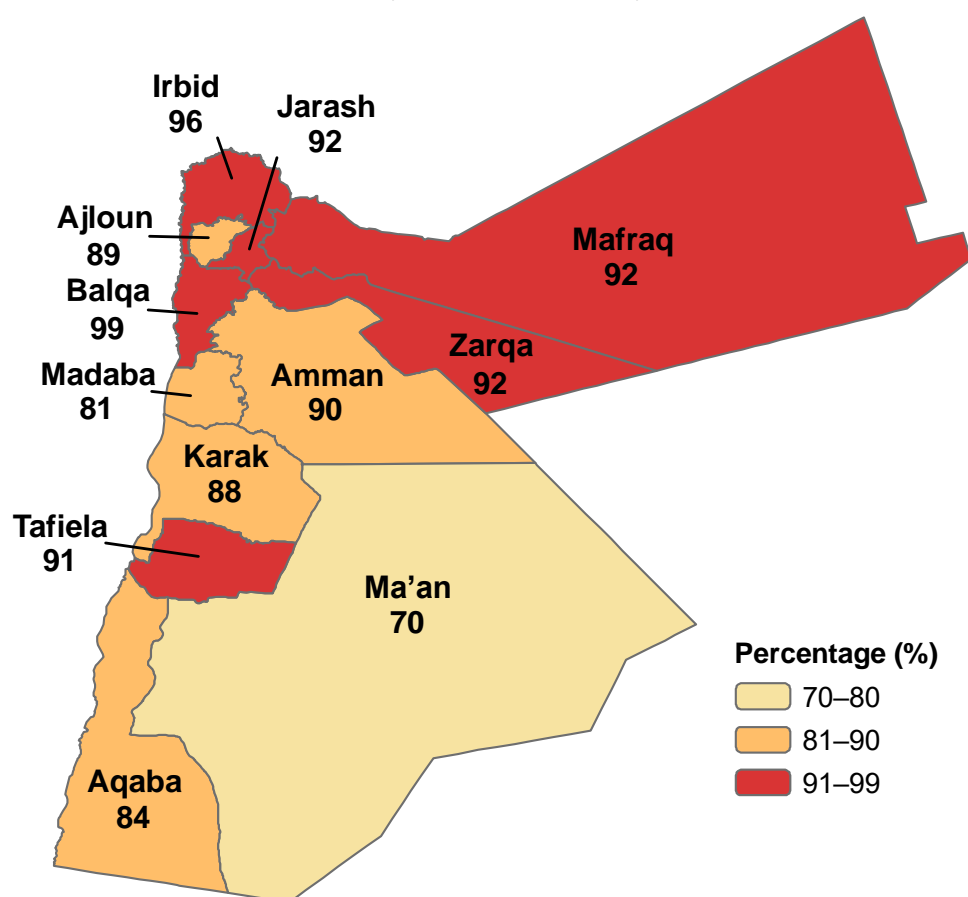 Irbid
96
Jarash
92
Ajloun
89
Mafraq
92
Balqa
99
Zarqa
92
Madaba
81
Amman
90
Karak
88
Tafiela
91
Ma’an
70
Percentage (%)
70–80
81–90
91–99
Aqaba
84